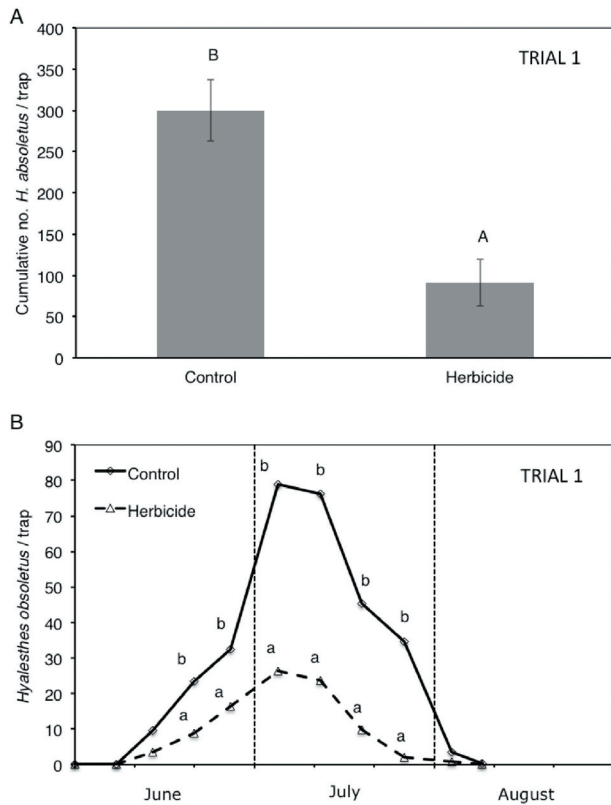 A
TRIAL 1
Cumulative no. H. absoletus / trap
400
350
300
250
200
150
100
50
0
B
A
Control
Herbicide
B
TRIAL 1
Hyalesthes obsoletus / trap
90
80
70
60
50
40
30
20
10
0
Control
Herbicide
b
b
b
b
b
b
a
a
a
a
a
a
June
July
August